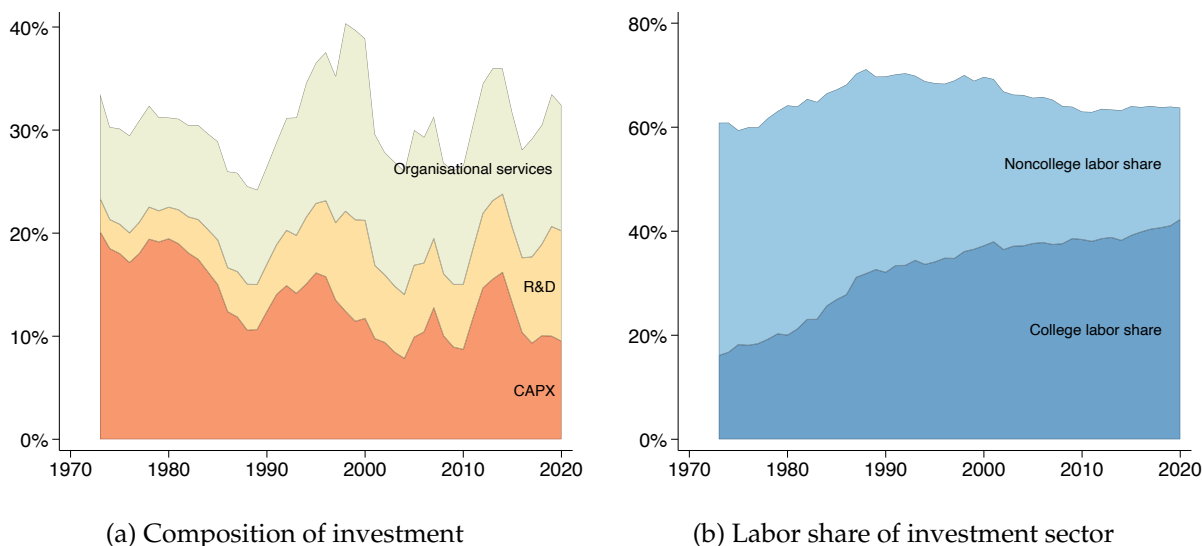 40%
30%
20%
10%
0%
Organisational services
R&D
CAPX
1970 1980 1990 2000 2010 2020
(a) Composition of investment
80%
60%
40%
20%
0%
Noncollege labor share
College labor share
1970 1980 1990 2000 2010 2020
(b) Labor share of investment sector